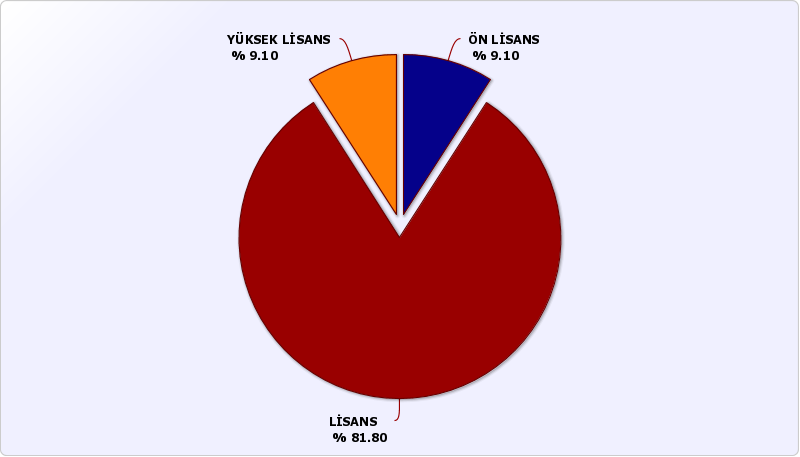 YÜKSEK LİSANS
% 9.10
ÖN LİSANS
% 9.10
LİSANS
% 81.80